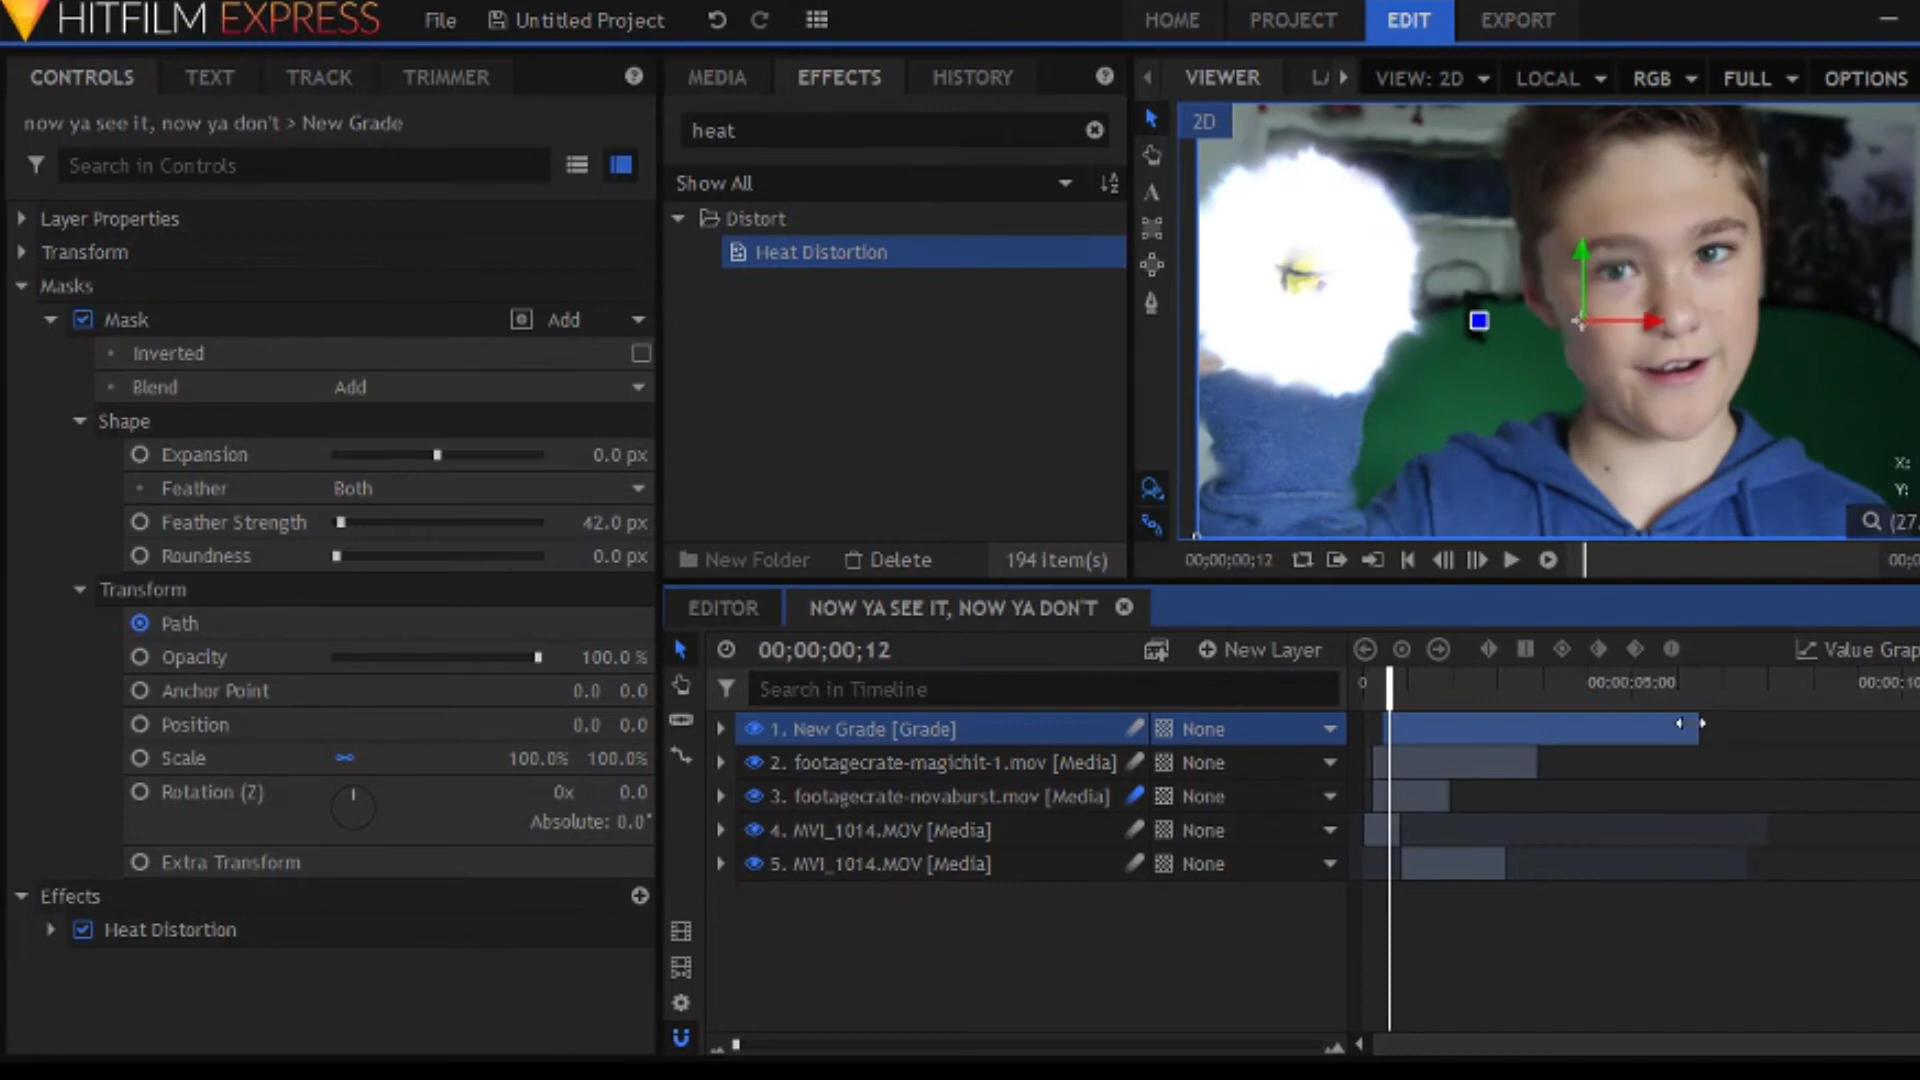 HITFILM EXPRESS File Untitled Project HOME PROJECT EDIT EXPORT
CONTROLS TEXT TRACK TRIMMER
now ya see it, now ya don't > New Grade
Search in Controls
Layer Properties
Transform
Masks
Mask Add
Inverted
Blend Add
Shape
Expansion 0.0 px
Feather Both
Feather Strength 42.0 px
Roundness 0.0 px
Transform
Path
Opacity 100.0 %
Anchor Point 0.0 0.0
Position 0.0 0.0
Scale 100.0% 100.0%
Rotation (Z) 0x 0.0
Absolute: 0.0°
Extra Transform
Effects
Heat Distortion
MEDIA EFFECTS HISTORY
heat
Show All
Distort
Heat Distortion
New Folder Delete 194 item(s)
VIEWER VIEW: 2D LOCAL RGB FULL OPTIONS
2D
X:
Y:
(27.
00;00;00;12 00;0
EDITOR NOW YA SEE IT, NOW YA DON'T
00;00;00;12 New Layer Value Grap
Search in Timeline 0 00;00;05;00 00;00;10
1. New Grade [Grade] None
2. footagecrate-magichit-1.mov [Media] None
3. footagecrate-novaburst.mov [Media] None
4. MVI_1014.MOV [Media] None
5. MVI_1014.MOV [Media] None